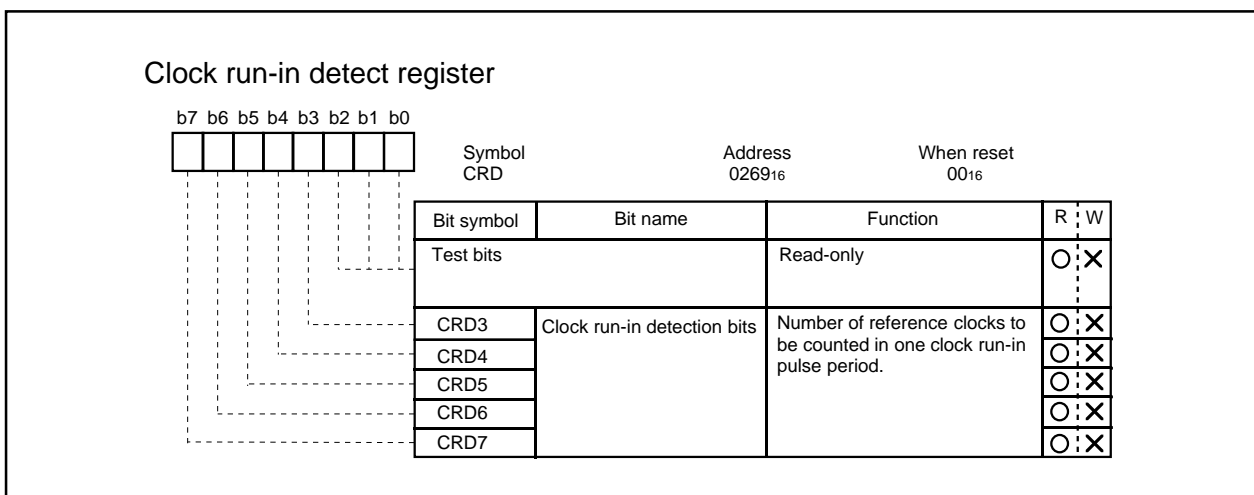 Clock run-in detect register
b7 b6 b5 b4 b3 b2 b1 b0
Symbol Address When reset
CRD 026916 0016
Bit symbol Bit name Function R W
Test bits Read-only
CRD3 Clock run-in detection bits Number of reference clocks to
be counted in one clock run-in
CRD4
pulse period.
CRD5
CRD6
CRD7